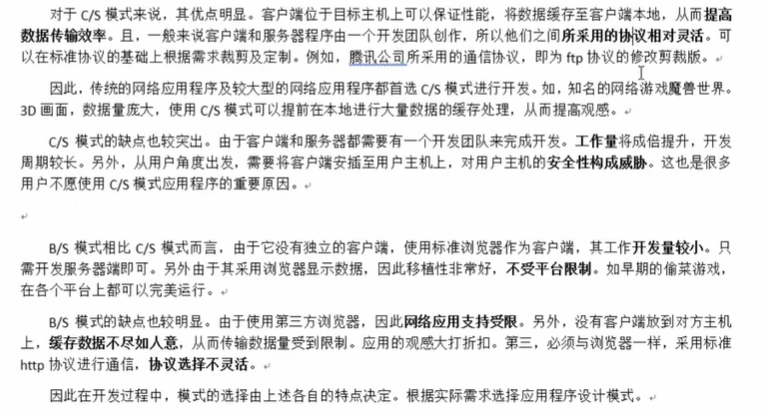 对于 C/S 模式来说，其优点明显。客户端位于目标主机上可以保证性能，将数据缓存至客户端本地，从而提高
数据传输效率。且，一般来说客户端和服务器程序由一个开发团队创作，所以他们之间所采用的协议相对灵活。可
以在标准协议的基础上根据需求裁剪及定制。例如，腾讯公司所采用的通信协议，即为 ftp 协议的修改剪裁版。
因此，传统的网络应用程序及较大型的网络应用程序都首选 C/S 模式进行开发。如，知名的网络游戏魔兽世界。
3D 画面，数据量庞大，使用 C/S 模式可以提前在本地进行大量数据的缓存处理，从而提高观感。
C/S 模式的缺点也较突出。由于客户端和服务器都需要有一个开发团队来完成开发。工作量将成倍提升，开发
周期较长。另外，从用户角度出发，需要将客户端安插至用户主机上，对用户主机的安全性构成威胁。这也是很多
用户不愿使用 C/S 模式应用程序的重要原因。
B/S 模式相比 C/S 模式而言，由于它没有独立的客户端，使用标准浏览器作为客户端，其工作开发量较小。只
需开发服务器端即可。另外由于其采用浏览器显示数据，因此移植性非常好，不受平台限制。如早期的偷菜游戏，
在各个平台上都可以完美运行。
B/S 模式的缺点也较明显。由于使用第三方浏览器，因此网络应用支持受限。另外，没有客户端放到对方主机
上，缓存数据不尽如人意，从而传输数据量受到限制。应用的观感大打折扣。第三，必须与浏览器一样，采用标准
http 协议进行通信，协议选择不灵活。
因此在开发过程中，模式的选择由上述各自的特点决定。根据实际需求选择应用程序设计模式。